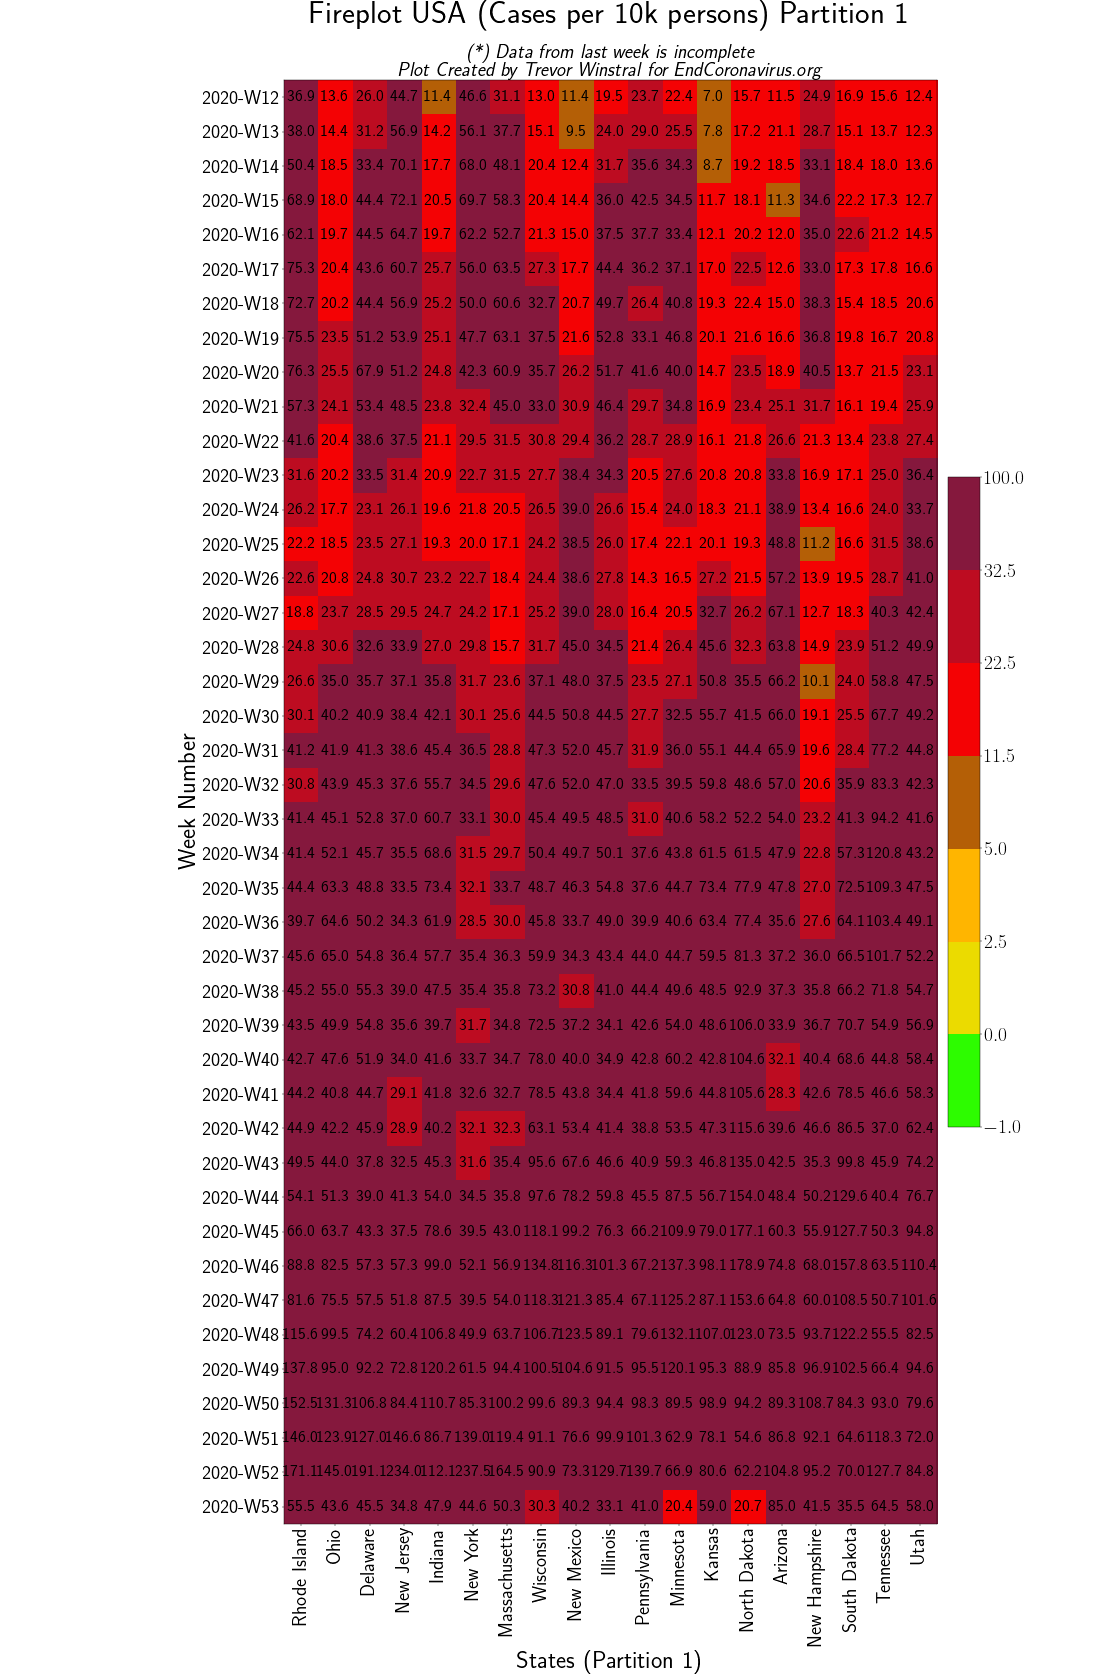 Fireplot USA (Cases per 10k persons) Partition 1
(*) Data from last week is incomplete
Plot Created by Trevor Winstral for EndCoronavirus.org
Week Number
2020-W12 36.9 13.6 26.0 44.7 11.4 46.6 31.1 13.0 11.4 19.5 23.7 22.4 7.0 15.7 11.5 24.9 16.9 15.6 12.4
2020-W13 38.0 14.4 31.2 56.9 14.2 56.1 37.7 15.1 9.5 24.0 29.0 25.5 7.8 17.2 21.1 28.7 15.1 13.7 12.3
2020-W14 50.4 18.5 33.4 70.1 17.7 68.0 48.1 20.4 12.4 31.7 35.6 34.3 8.7 19.2 18.5 33.1 18.4 18.0 13.6
2020-W15 68.9 18.0 44.4 72.1 20.5 69.7 58.3 20.4 14.4 36.0 42.5 34.5 11.7 18.1 11.3 34.6 22.2 17.3 12.7
2020-W16 62.1 19.7 44.5 64.7 19.7 62.2 52.7 21.3 15.0 37.5 37.7 33.4 12.1 20.2 12.0 35.0 22.6 21.2 14.5
2020-W17 75.3 20.4 43.6 60.7 25.7 56.0 63.5 27.3 17.7 44.4 36.2 37.1 17.0 22.5 12.6 33.0 17.3 17.8 16.6
2020-W18 72.7 20.2 44.4 56.9 25.2 50.0 60.6 32.7 20.7 49.7 26.4 40.8 19.3 22.4 15.0 38.3 15.4 18.5 20.6
2020-W19 75.5 23.5 51.2 53.9 25.1 47.7 63.1 37.5 21.6 52.8 33.1 46.8 20.1 21.6 16.6 36.8 19.8 16.7 20.8
2020-W20 76.3 25.5 67.9 51.2 24.8 42.3 60.9 35.7 26.2 51.7 41.6 40.0 14.7 23.5 18.9 40.5 13.7 21.5 23.1
2020-W21 57.3 24.1 53.4 48.5 23.8 32.4 45.0 33.0 30.9 46.4 29.7 34.8 16.9 23.4 25.1 31.7 16.1 19.4 25.9
2020-W22 41.6 20.4 38.6 37.5 21.1 29.5 31.5 30.8 29.4 36.2 28.7 28.9 16.1 21.8 26.6 21.3 13.4 23.8 27.4
2020-W23 31.6 20.2 33.5 31.4 20.9 22.7 31.5 27.7 38.4 34.3 20.5 27.6 20.8 20.8 33.8 16.9 17.1 25.0 36.4
2020-W24 26.2 17.7 23.1 26.1 19.6 21.8 20.5 26.5 39.0 26.6 15.4 24.0 18.3 21.1 38.9 13.4 16.6 24.0 33.7
2020-W25 22.2 18.5 23.5 27.1 19.3 20.0 17.1 24.2 38.5 26.0 17.4 22.1 20.1 19.3 48.8 11.2 16.6 31.5 38.6
2020-W26 22.6 20.8 24.8 30.7 23.2 22.7 18.4 24.4 38.6 27.8 14.3 16.5 27.2 21.5 57.2 13.9 19.5 28.7 41.0
2020-W27 18.8 23.7 28.5 29.5 24.7 24.2 17.1 25.2 39.0 28.0 16.4 20.5 32.7 26.2 67.1 12.7 18.3 40.3 42.4
2020-W28 24.8 30.6 32.6 33.9 27.0 29.8 15.7 31.7 45.0 34.5 21.4 26.4 45.6 32.3 63.8 14.9 23.9 51.2 49.9
2020-W29 26.6 35.0 35.7 37.1 35.8 31.7 23.6 37.1 48.0 37.5 23.5 27.1 50.8 35.5 66.2 10.1 24.0 58.8 47.5
2020-W30 30.1 40.2 40.9 38.4 42.1 30.1 25.6 44.5 50.8 44.5 27.7 32.5 55.7 41.5 66.0 19.1 25.5 67.7 49.2
2020-W31 41.2 41.9 41.3 38.6 45.4 36.5 28.8 47.3 52.0 45.7 31.9 36.0 55.1 44.4 65.9 19.6 28.4 77.2 44.8
2020-W32 30.8 43.9 45.3 37.6 55.7 34.5 29.6 47.6 52.0 47.0 33.5 39.5 59.8 48.6 57.0 20.6 35.9 83.3 42.3
2020-W33 41.4 45.1 52.8 37.0 60.7 33.1 30.0 45.4 49.5 48.5 31.0 40.6 58.2 52.2 54.0 23.2 41.3 94.2 41.6
2020-W34 41.4 52.1 45.7 35.5 68.6 31.5 29.7 50.4 49.7 50.1 37.6 43.8 61.5 61.5 47.9 22.8 57.3 120.8 43.2
2020-W35 44.4 63.3 48.8 33.5 73.4 32.1 33.7 48.7 46.3 54.8 37.6 44.7 73.4 77.9 47.8 27.0 72.5 109.3 47.5
2020-W36 39.7 64.6 50.2 34.3 61.9 28.5 30.0 45.8 33.7 49.0 39.9 40.6 63.4 77.4 35.6 27.6 64.1 103.4 49.1
2020-W37 45.6 65.0 54.8 36.4 57.7 35.4 36.3 59.9 34.3 43.4 44.0 44.7 59.5 81.3 37.2 36.0 66.5 101.7 52.2
2020-W38 45.2 55.0 55.3 39.0 47.5 35.4 35.8 73.2 30.8 41.0 44.4 49.6 48.5 92.9 37.3 35.8 66.2 71.8 54.7
2020-W39 43.5 49.9 54.8 35.6 39.7 31.7 34.8 72.5 37.2 34.1 42.6 54.0 48.6 106.0 33.9 36.7 70.7 54.9 56.9
2020-W40 42.7 47.6 51.9 34.0 41.6 33.7 34.7 78.0 40.0 34.9 42.8 60.2 42.8 104.6 32.1 40.4 68.6 44.8 58.4
2020-W41 44.2 40.8 44.7 29.1 41.8 32.6 32.7 78.5 43.8 34.4 41.8 59.6 44.8 105.6 28.3 42.6 78.5 46.6 58.3
2020-W42 44.9 42.2 45.9 28.9 40.2 32.1 32.3 63.1 53.4 41.4 38.8 53.5 47.3 115.6 39.6 46.6 86.5 37.0 62.4
2020-W43 49.5 44.0 37.8 32.5 45.3 31.6 35.4 95.6 67.6 46.6 40.9 59.3 46.8 135.0 42.5 35.3 99.8 45.9 74.2
2020-W44 54.1 51.3 39.0 41.3 54.0 34.5 35.8 97.6 78.2 59.8 45.5 87.5 56.7 154.0 48.4 50.2 129.6 40.4 76.7
2020-W45 66.0 63.7 43.3 37.5 78.6 39.5 43.0 118.1 99.2 76.3 66.2 109.9 79.0 177.1 60.3 55.9 127.7 50.3 94.8
2020-W46 88.8 82.5 57.3 57.3 99.0 52.1 56.9 134.8 116.3 101.3 67.2 137.3 98.1 178.9 74.8 68.0 157.8 63.5 110.4
2020-W47 81.6 75.5 57.5 51.8 87.5 39.5 54.0 118.3 121.3 85.4 67.1 125.2 87.1 153.6 64.8 60.0 108.5 50.7 101.6
2020-W48 115.6 99.5 74.2 60.4 106.8 49.9 63.7 106.7 123.5 89.1 79.6 132.1 107.0 123.0 73.5 93.7 122.2 55.5 82.5
2020-W49 137.8 95.0 92.2 72.8 120.2 61.5 94.4 100.5 104.6 91.5 95.5 120.1 95.3 88.9 85.8 96.9 102.5 66.4 94.6
2020-W50 152.5 131.3 106.8 84.4 110.7 85.3 100.2 99.6 89.3 94.4 98.3 89.5 98.9 94.2 89.3 108.7 84.3 93.0 79.6
2020-W51 146.0 123.9 127.0 146.6 86.7 139.0 119.4 91.1 76.6 99.9 101.3 62.9 78.1 54.6 86.8 92.1 64.6 118.3 72.0
2020-W52 171.1 145.0 191.1 234.0 112.1 237.5 164.5 90.9 73.3 129.7 139.7 66.9 80.6 62.2 104.8 95.2 70.0 127.7 84.8
2020-W53 55.5 43.6 45.5 34.8 47.9 44.6 50.3 30.3 40.2 33.1 41.0 20.4 59.0 20.7 85.0 41.5 35.5 64.5 58.0
Rhode Island
Ohio
Delaware
New Jersey
Indiana
New York
Massachusetts
Wisconsin
New Mexico
Illinois
Pennsylvania
Minnesota
Kansas
North Dakota
Arizona
New Hampshire
South Dakota
Tennessee
Utah
States (Partition 1)
100.0
32.5
22.5
11.5
5.0
2.5
0.0
−1.0